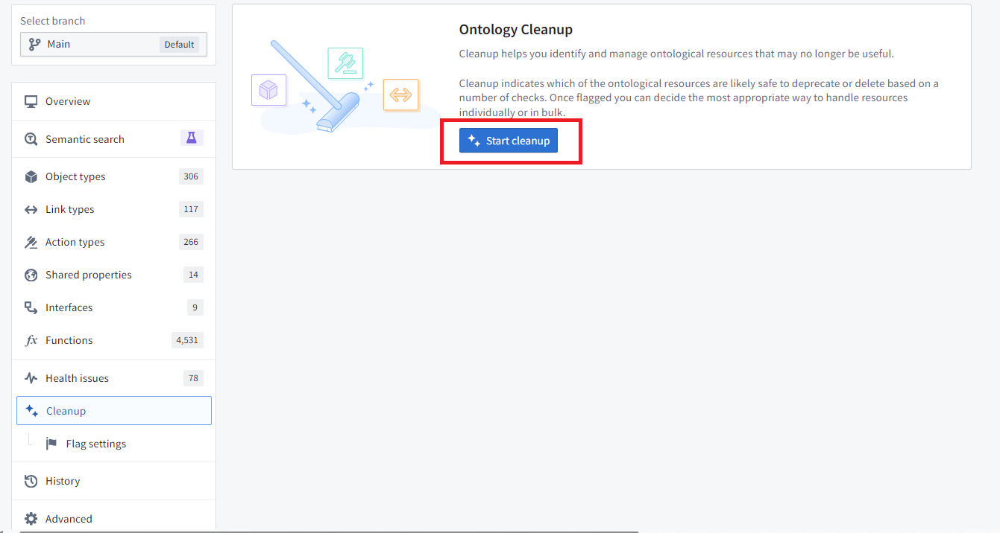 Select branch
Main Default
Overview
Semantic search
Object types 306
Link types 117
Action types 266
Shared properties 14
Interfaces 9
Functions 4,531
Health issues 78
Cleanup
Flag settings
History
Advanced
Ontology Cleanup
Cleanup helps you identify and manage ontological resources that may no longer be useful.
Cleanup indicates which of the ontological resources are likely safe to deprecate or delete based on a
number of checks. Once flagged you can decide the most appropriate way to handle resources
individually or in bulk.
Start cleanup